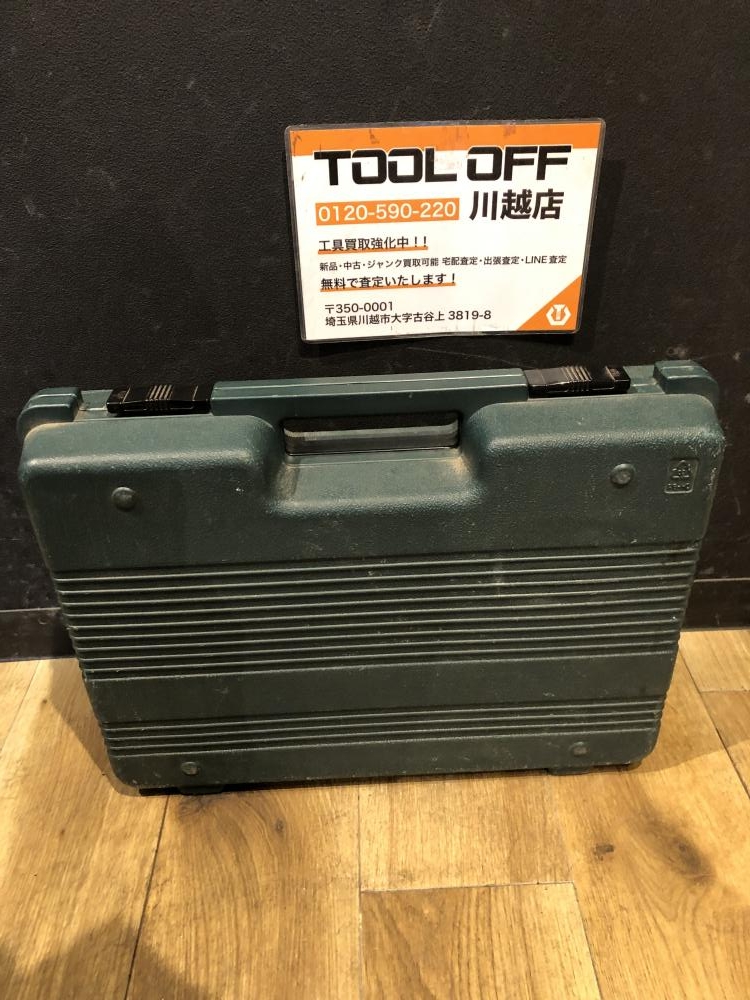 TOOL OFF
0120-590-220 川越店
工具買取強化中！！
新品・中古・ジャンク買取可能 宅配査定・出張査定・LINE査定
無料で査定いたします！
〒350-0001
埼玉県川越市大字古谷上 3819-8